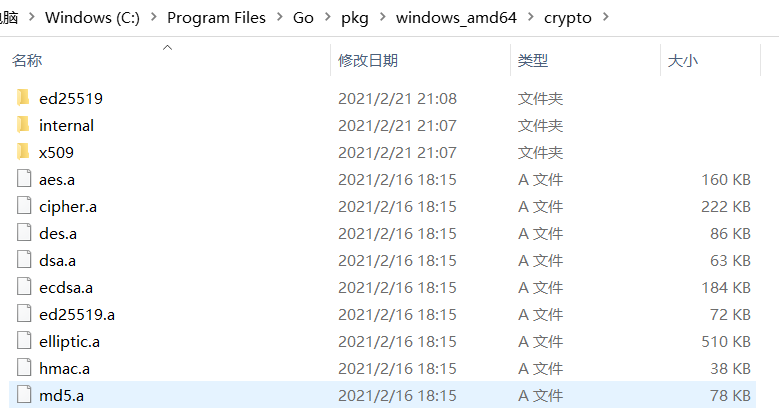 电脑 > Windows (C:) > Program Files > Go > pkg > windows_amd64 > crypto >
名称 修改日期 类型 大小
ed25519 2021/2/21 21:08 文件夹
internal 2021/2/21 21:07 文件夹
x509 2021/2/21 21:07 文件夹
aes.a 2021/2/16 18:15 A 文件 160 KB
cipher.a 2021/2/16 18:15 A 文件 222 KB
des.a 2021/2/16 18:15 A 文件 86 KB
dsa.a 2021/2/16 18:15 A 文件 63 KB
ecdsa.a 2021/2/16 18:15 A 文件 184 KB
ed25519.a 2021/2/16 18:15 A 文件 72 KB
elliptic.a 2021/2/16 18:15 A 文件 510 KB
hmac.a 2021/2/16 18:15 A 文件 38 KB
md5.a 2021/2/16 18:15 A 文件 78 KB